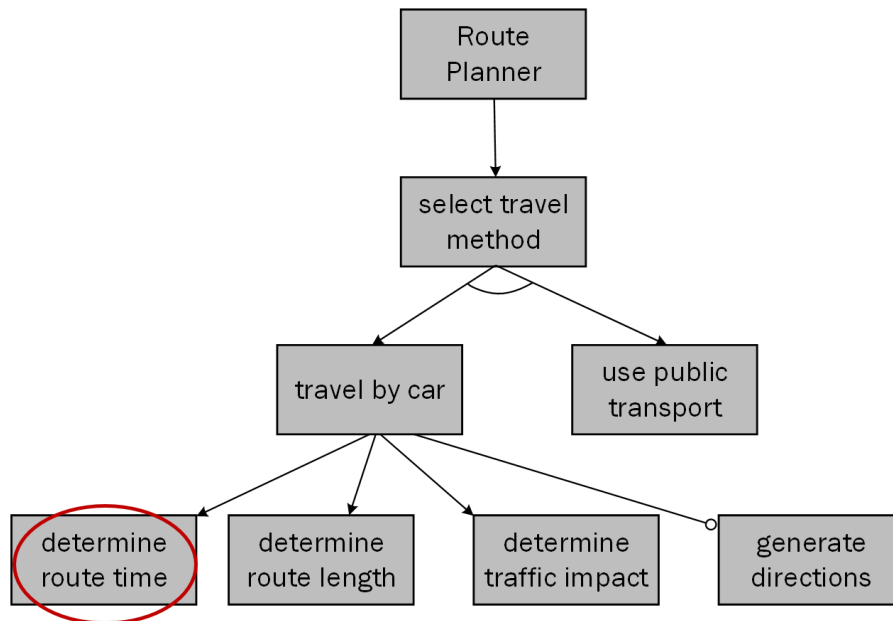 Route
Planner
select travel
method
travel by car
use public
transport
determine
route time
determine
route length
determine
traffic impact
generate
directions